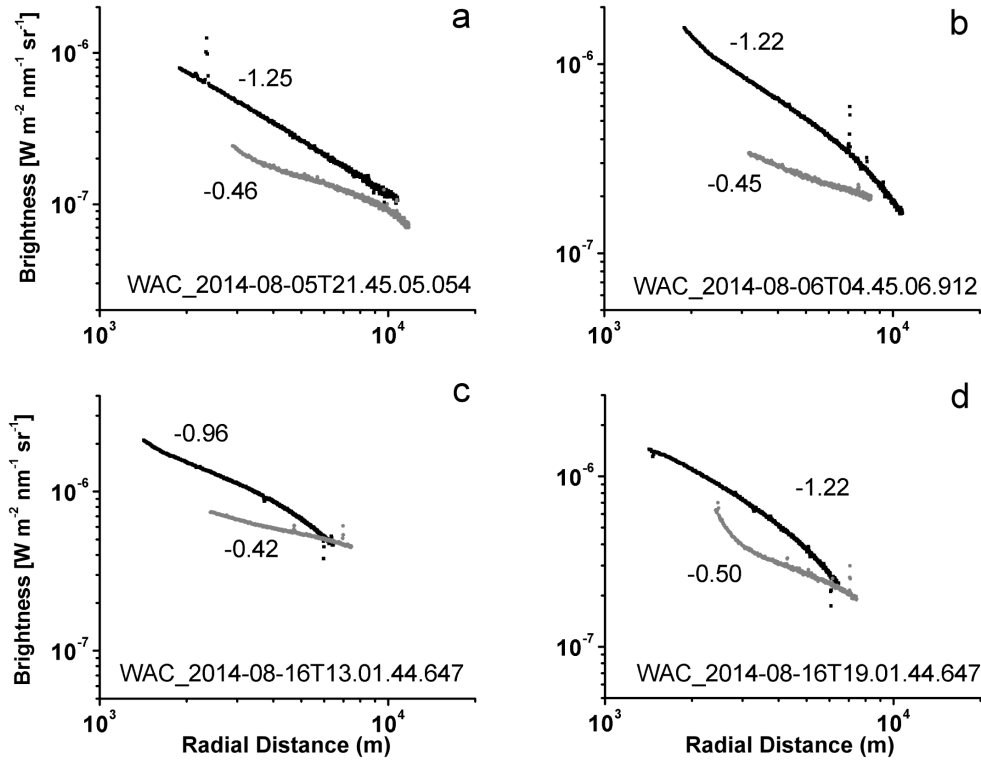 a
Brightness [W m-2 nm-1 sr-1]
10-6
10-7
-1.25
-0.46
WAC_2014-08-05T21.45.05.054
103
104
b
10-6
10-7
-1.22
-0.45
WAC_2014-08-06T04.45.06.912
103
104
c
Brightness [W m-2 nm-1 sr-1]
10-6
10-7
-0.96
-0.42
WAC_2014-08-16T13.01.44.647
103
104
Radial Distance (m)
d
10-6
10-7
-1.22
-0.50
WAC_2014-08-16T19.01.44.647
103
104
Radial Distance (m)